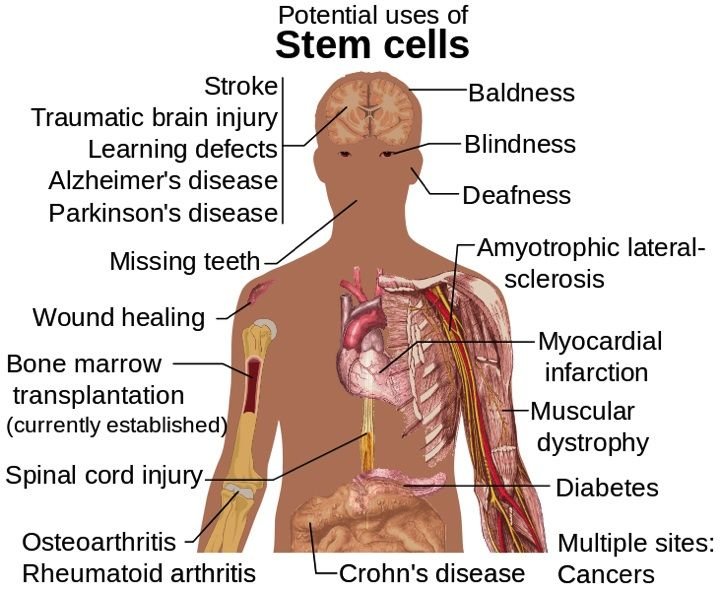 Potential uses of
Stem cells
Stroke
Traumatic brain injury
Learning defects
Alzheimer's disease
Parkinson's disease
Missing teeth
Wound healing
Bone marrow
transplantation
(currently established)
Spinal cord injury
Osteoarthritis
Rheumatoid arthritis
Baldness
Blindness
Deafness
Amyotrophic lateral-
sclerosis
Myocardial
infarction
Muscular
dystrophy
Diabetes
Crohn's disease
Multiple sites:
Cancers